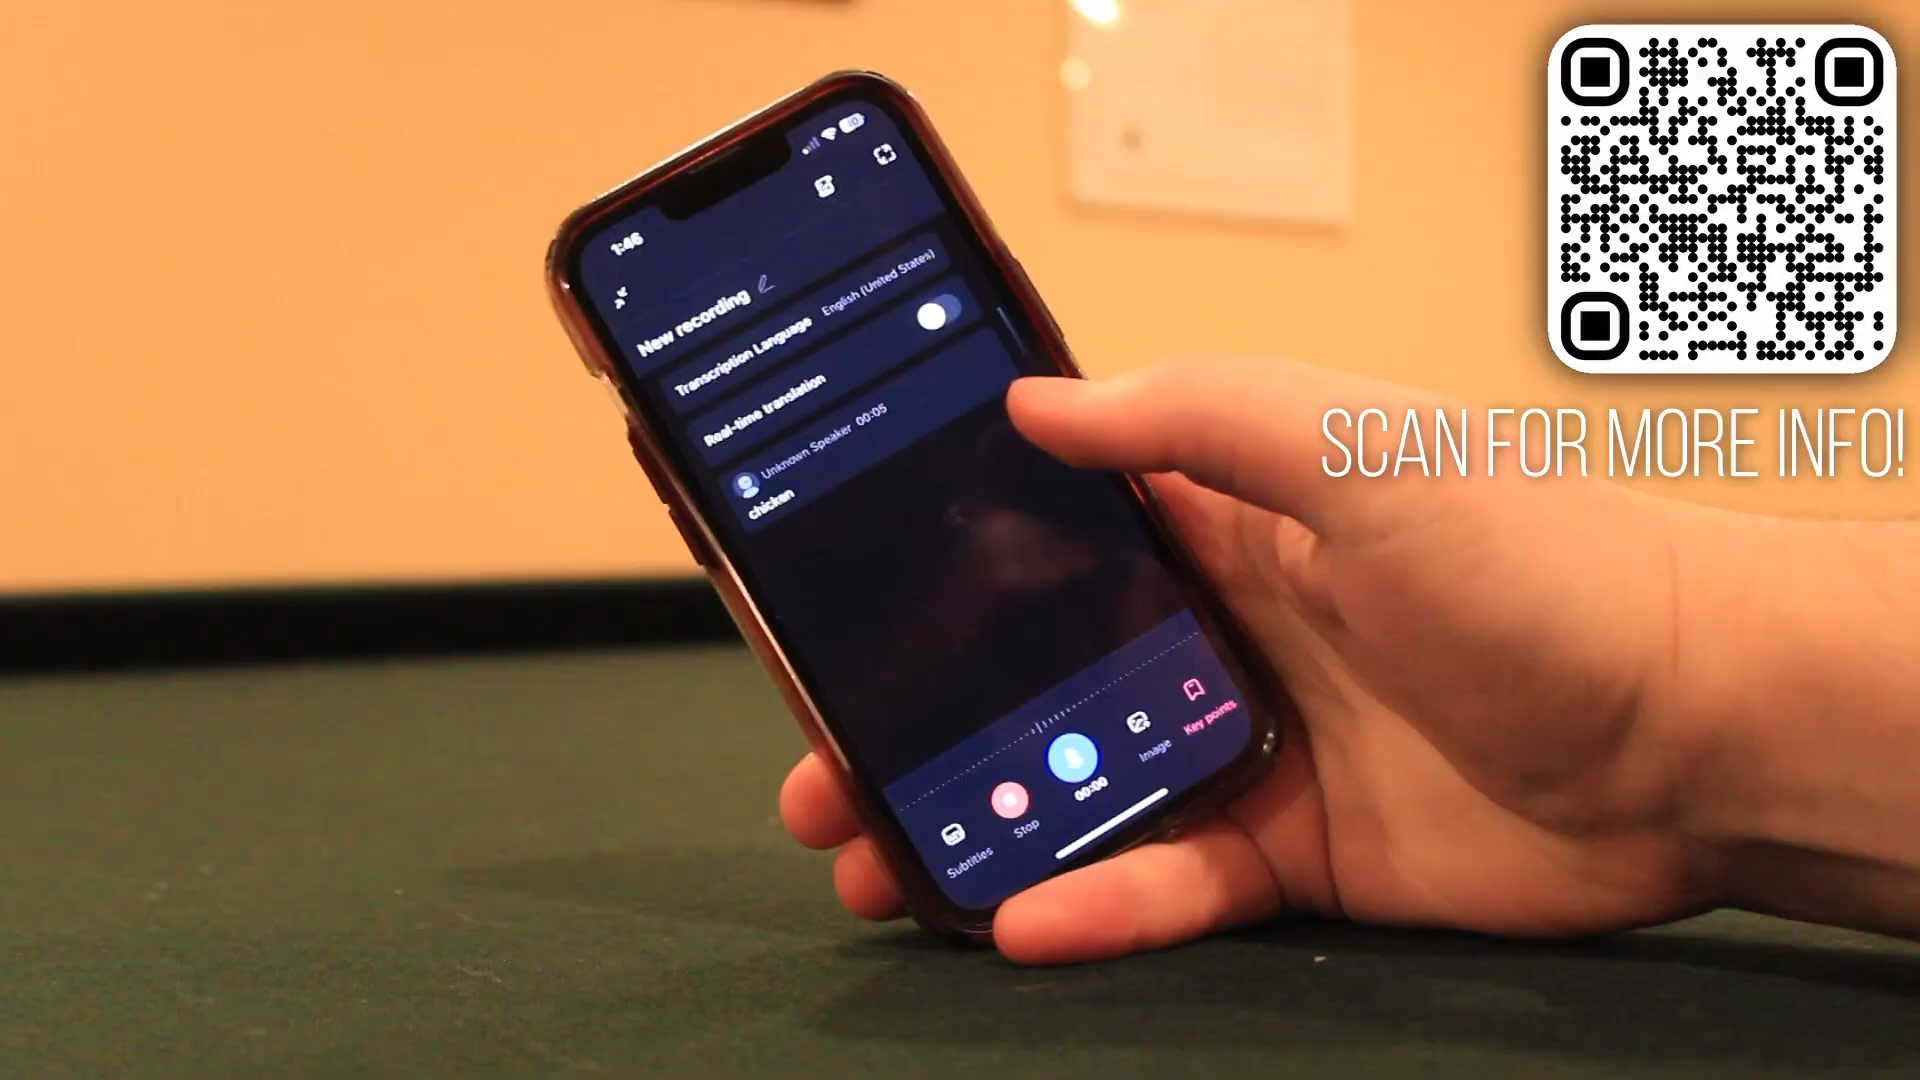 1:46
New recording
Transcription Language English (United States)
Real-time translation
Unknown Speaker 00:05
chicken
00:00
Subtitles
Stop
Image
Key points
SCAN FOR MORE INFO!